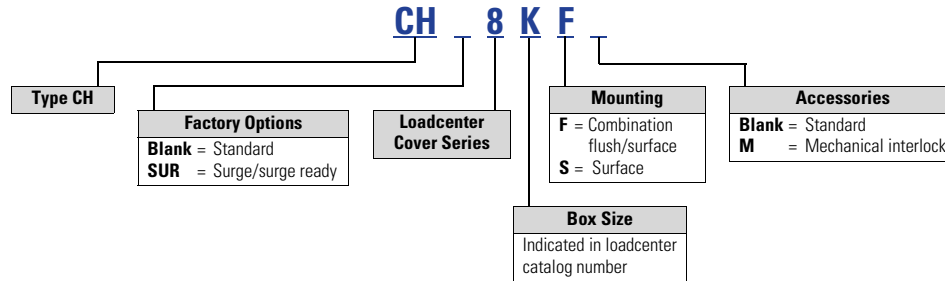 CH _ 8 K F _
Type CH
Factory Options
Blank = Standard
SUR = Surge/surge ready
Loadcenter
Cover Series
Mounting
F = Combination
flush/surface
S = Surface
Accessories
Blank = Standard
M = Mechanical interlock
Box Size
Indicated in loadcenter
catalog number